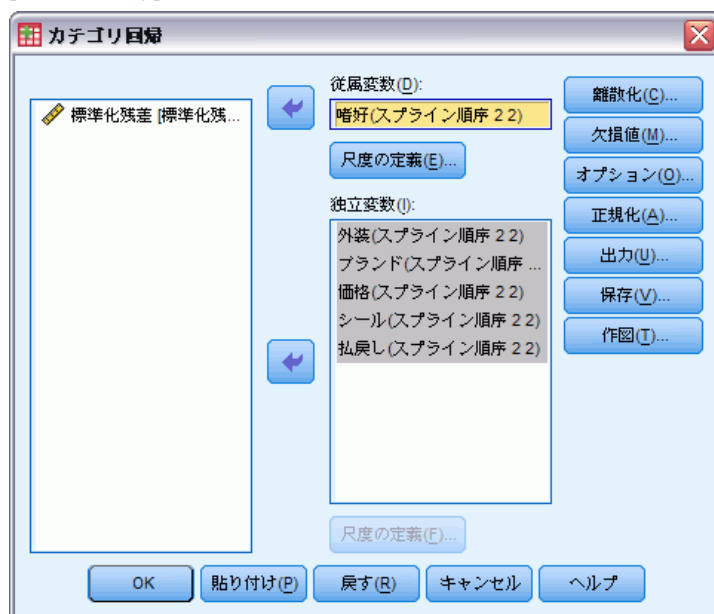 カテゴリ回帰
標準化残差 [標準化残...
従属変数(D):
嗜好(スプライン順序 2 2)
尺度の定義(E)...
独立変数(I):
外装(スプライン順序 2 2)
ブランド(スプライン順序 ...
価格(スプライン順序 2 2)
シール(スプライン順序 2 2)
払戻し(スプライン順序 2 2)
尺度の定義(F)...
離散化(C)...
欠損値(M)...
オプション(O)...
正規化(A)...
出力(U)...
保存(V)...
作図(T)...
OK
貼り付け(P)
戻す(R)
キャンセル
ヘルプ